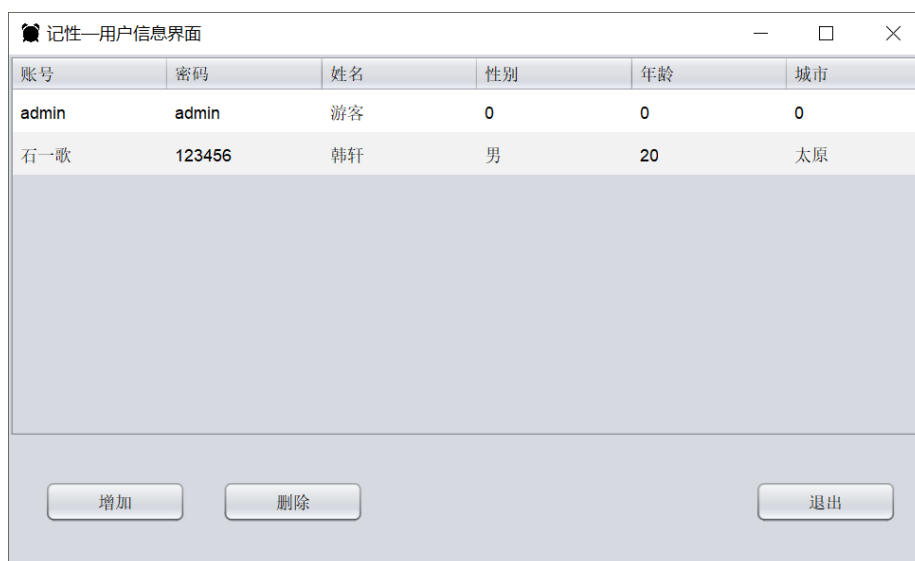 记性—用户信息界面
账号 密码 姓名 性别 年龄 城市
admin admin 游客 0 0 0
石一歌 123456 韩轩 男 20 太原
增加 删除 退出